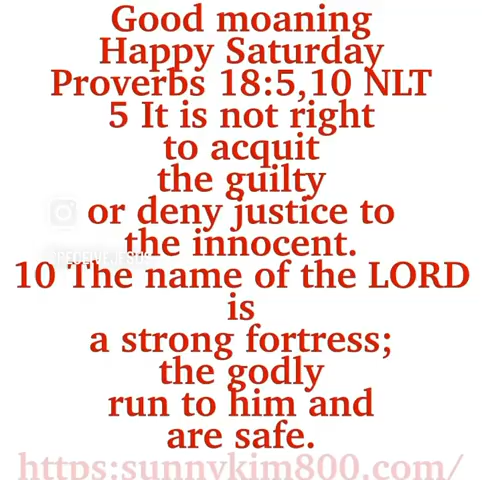 Good moaning
Happy Saturday
Proverbs 18:5,10 NLT
5 It is not right
to acquit
the guilty
or deny justice to
the innocent.
10 The name of the LORD
is
a strong fortress;
the godly
run to him and
are safe.
https:sunnykim800.com/